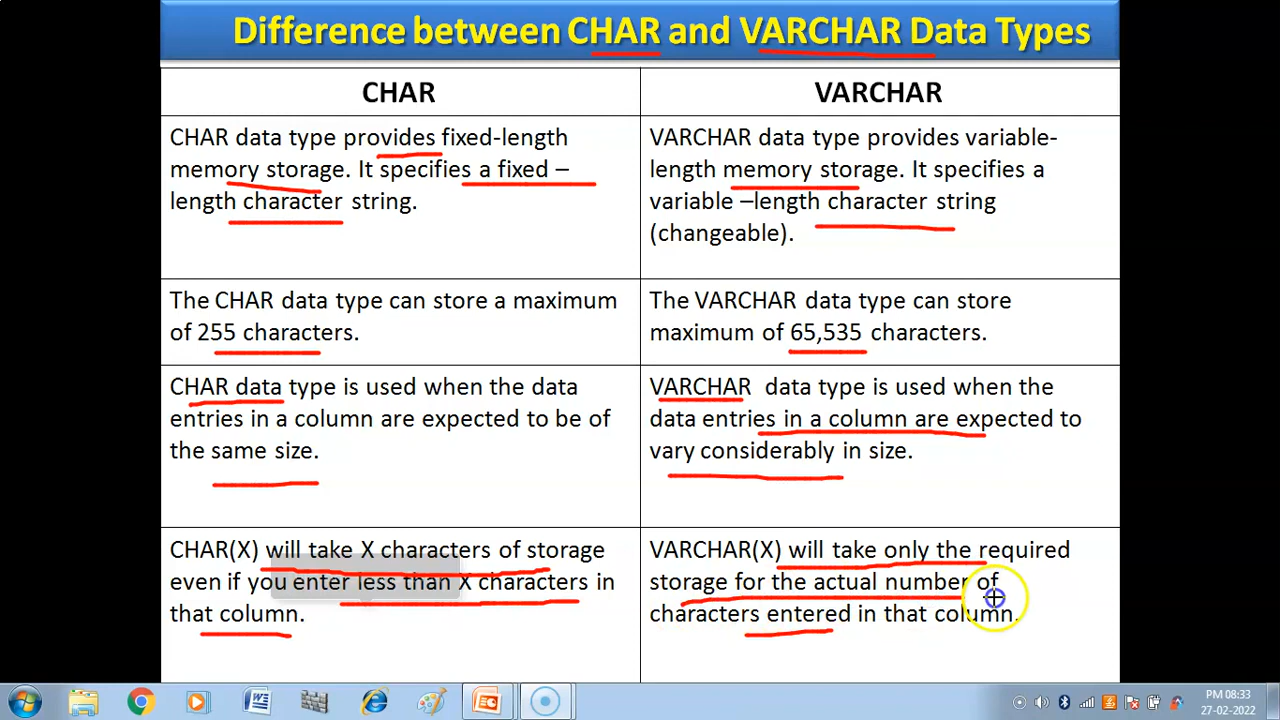 Difference between CHAR and VARCHAR Data Types
CHAR
VARCHAR
CHAR data type provides fixed-length
memory storage. It specifies a fixed –
length character string.
VARCHAR data type provides variable-
length memory storage. It specifies a
variable –length character string
(changeable).
The CHAR data type can store a maximum
of 255 characters.
The VARCHAR data type can store
maximum of 65,535 characters.
CHAR data type is used when the data
entries in a column are expected to be of
the same size.
VARCHAR data type is used when the
data entries in a column are expected to
vary considerably in size.
CHAR(X) will take X characters of storage
even if you enter less than X characters in
that column.
VARCHAR(X) will take only the required
storage for the actual number of
characters entered in that column.
PM 08:33
27-02-2022